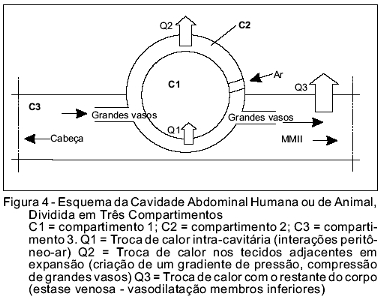 Q2
C2
C1
Ar
Q3
C3
Grandes vasos
Grandes vasos
Q1
Cabeça
MMII
Figura 4 - Esquema da Cavidade Abdominal Humana ou de Animal,
Dividida em Três Compartimentos
C1 = compartimento 1; C2 = compartimento 2; C3 = comparti-
mento 3. Q1 = Troca de calor intra-cavitária (interações peritô-
neo-ar) Q2 = Troca de calor nos tecidos adjacentes em
expansão (criação de um gradiente de pressão, compressão
de grandes vasos) Q3 = Troca de calor com o restante do corpo
(estase venosa - vasodilatação membros inferiores)